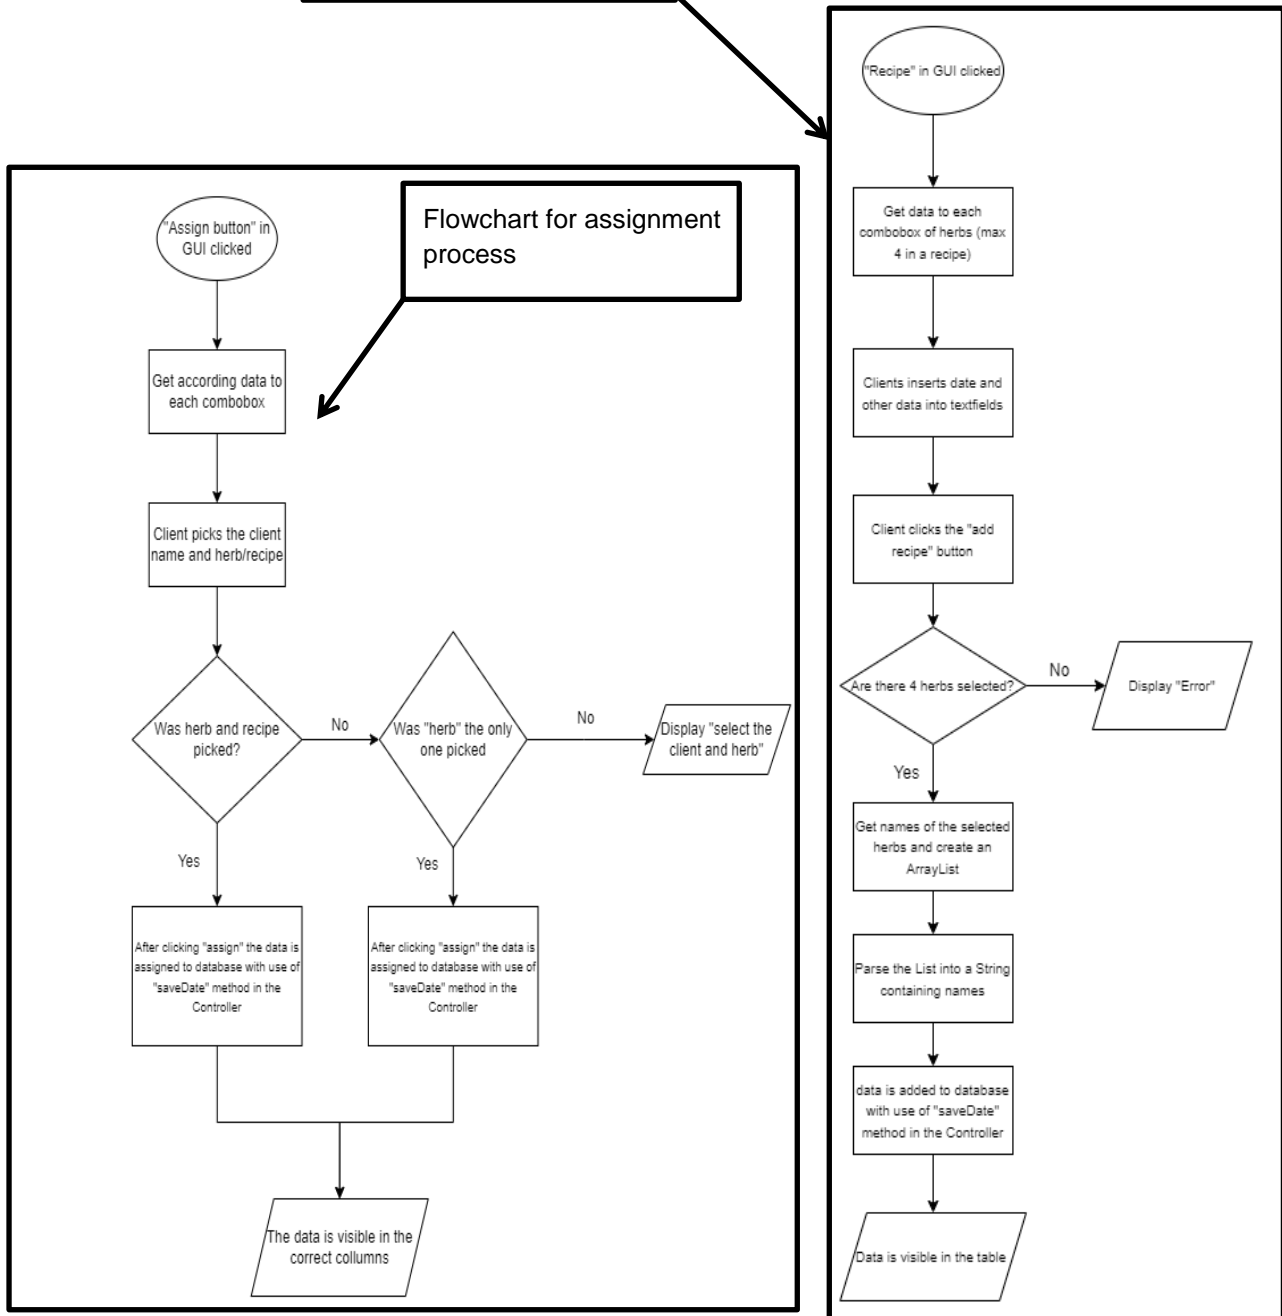 Flowchart for assignment
process
"Assign button" in
GUI clicked
Get according data to
each combobox
Client picks the client
name and herb/recipe
Was herb and recipe
picked?
No
Was "herb" the only
one picked
No
Display "select the
client and herb"
Yes
Yes
After clicking "assign" the data is
assigned to database with use of
"saveDate" method in the
Controller
After clicking "assign" the data is
assigned to database with use of
"saveDate" method in the
Controller
The data is visible in the
correct collumns
"Recipe" in GUI clicked
Get data to each
combobox of herbs (max
4 in a recipe)
Clients inserts date and
other data into textfields
Client clicks the "add
recipe" button
Are there 4 herbs selected?
No
Display "Error"
Yes
Get names of the selected
herbs and create an
ArrayList
Parse the List into a String
containing names
data is added to database
with use of "saveDate"
method in the Controller
Data is visible in the table